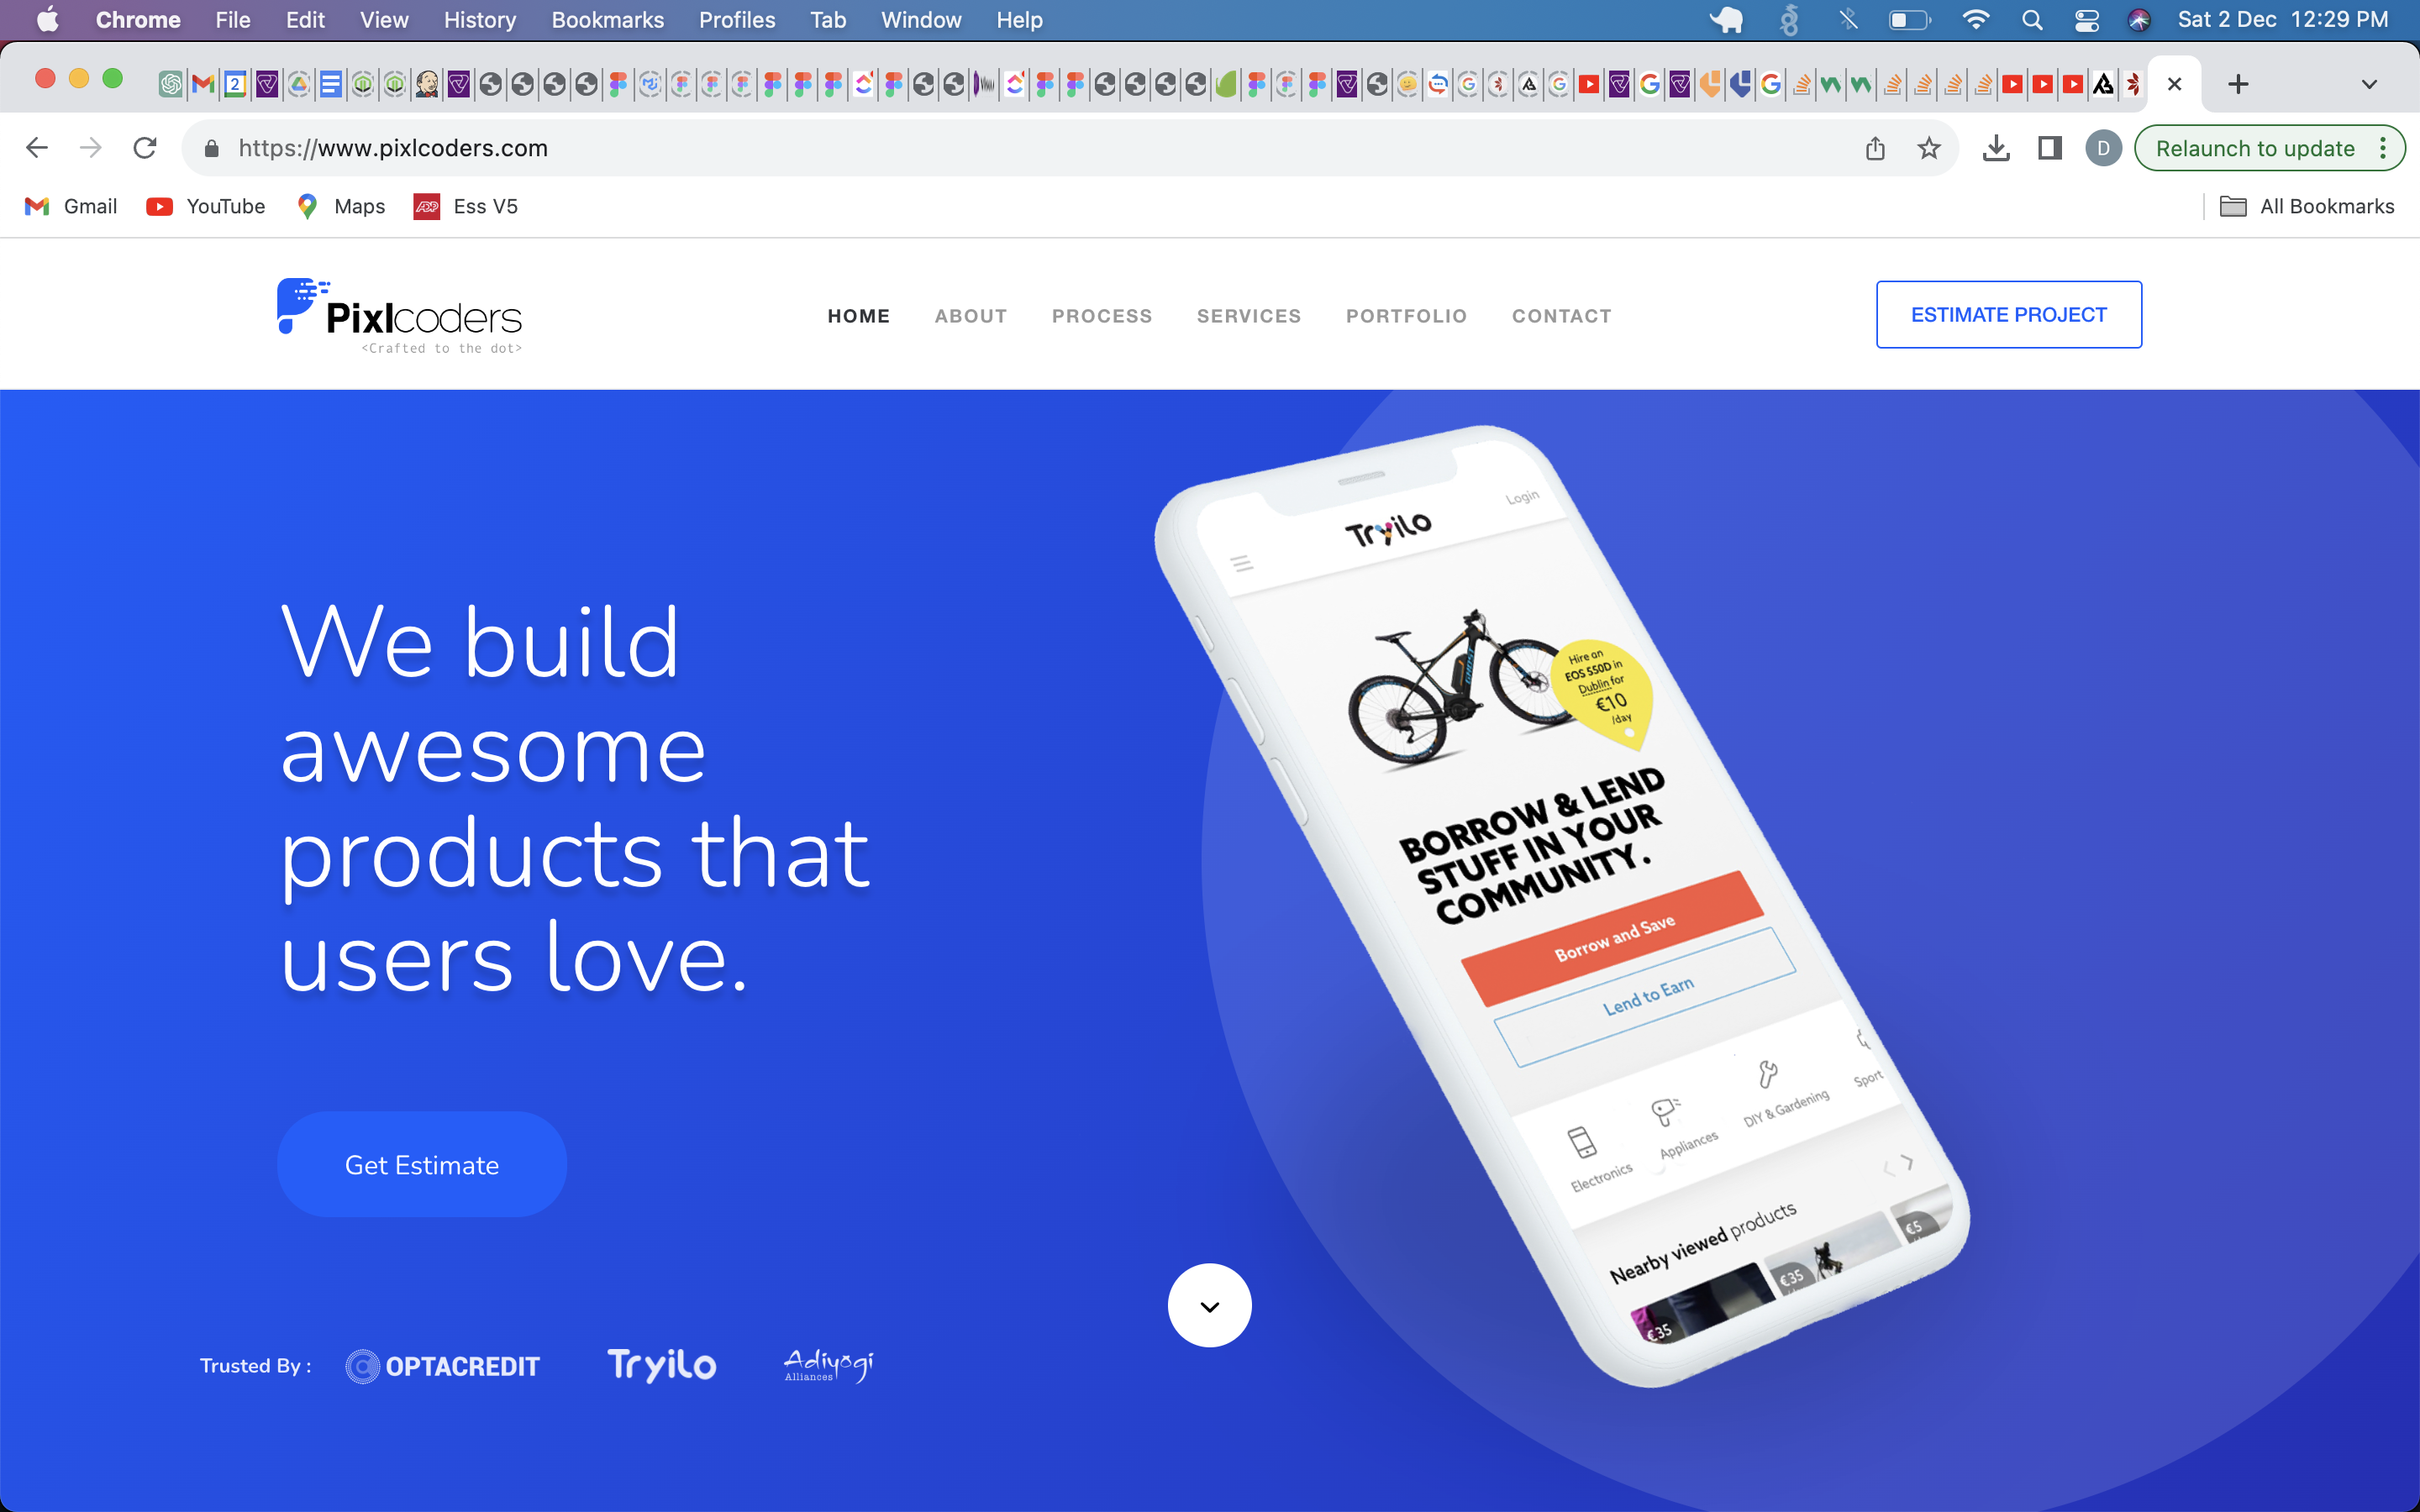 Chrome File Edit View History Bookmarks Profiles Tab Window Help Sat 2 Dec 12:29 PM
2
https://www.pixlcoders.com D Relaunch to update
Gmail YouTube Maps ADP Ess V5 All Bookmarks
Pixlcoders
<Crafted to the dot>
HOME ABOUT PROCESS SERVICES PORTFOLIO CONTACT
ESTIMATE PROJECT
We build
awesome
products that
users love.
Get Estimate
Trusted By : OPTACREDIT Tryilo Adiyogi
Alliances
Login
Tryilo
GHOST
Hire an
EOS 550D in
Dublin for
€10
/day
BORROW & LEND
STUFF IN YOUR
COMMUNITY.
Borrow and Save
Lend to Earn
Electronics Appliances DIY & Gardening Sport
Nearby viewed products
€35 €35 €5